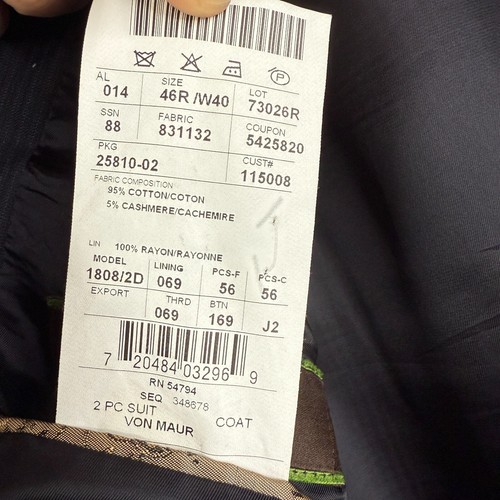 P
AL SIZE LOT
014 46R /W40 73026R
SSN FABRIC COUPON
88 831132 5425820
PKG CUST#
25810-02 115008
FABRIC COMPOSITION
95% COTTON/COTON
5% CASHMERE/CACHEMIRE
LIN 100% RAYON/RAYONNE
MODEL LINING PCS-F PCS-C
1808/2D 069 56 56
EXPORT THRD BTN
069 169 J2
7 20484 03296 9
RN 54794
SEQ 348678
2 PC SUIT COAT
VON MAUR